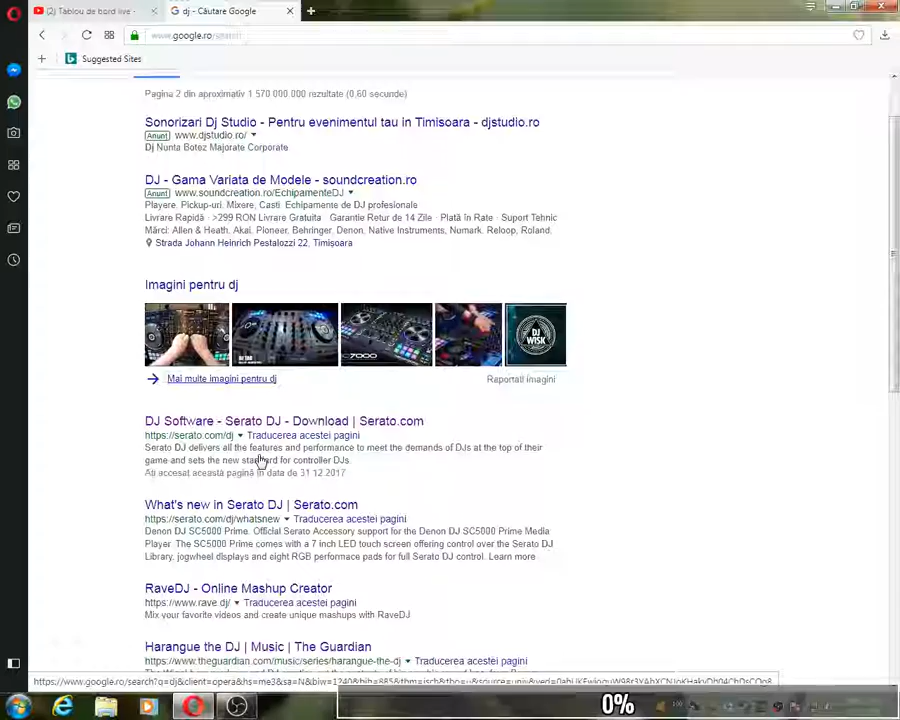 (2) Tablou de bord live -
dj - Căutare Google
www.google.ro/search
Suggested Sites
Pagina 2 din aproximativ 1 570 000 000 rezultate (0,60 secunde)
Sonorizari Dj Studio - Pentru evenimentul tau in Timisoara - djstudio.ro
Anunț www.djstudio.ro/
Dj Nunta Botez Majorate Corporate
DJ - Gama Variata de Modele - soundcreation.ro
Anunț www.soundcreation.ro/EchipamenteDJ
Playere, Pickup-uri, Mixere, Casti. Echipamente de DJ profesionale
Livrare Rapidă · >299 RON Livrare Gratuita · Garantie Retur de 14 Zile · Plată în Rate · Suport Tehnic
Mărci: Allen & Heath, Akai, Pioneer, Behringer, Denon, Native Instruments, Numark, Reloop, Roland.
Strada Johann Heinrich Pestalozzi 22, Timișoara
Imagini pentru dj
DJ TAR
C7000
DJ
WISK
Mai multe imagini pentru dj
Raportați imagini
DJ Software - Serato DJ - Download | Serato.com
https://serato.com/dj Traducerea acestei pagini
Serato DJ delivers all the features and performance to meet the demands of DJs at the top of their
game and sets the new standard for controller DJs.
Ați accesat această pagină în data de 31.12.2017
What's new in Serato DJ | Serato.com
https://serato.com/dj/whatsnew Traducerea acestei pagini
Denon DJ SC5000 Prime. Official Serato Accessory support for the Denon DJ SC5000 Prime Media
Player. The SC5000 Prime comes with a 7 inch LED touch screen offering control over the Serato DJ
Library, jogwheel displays and eight RGB performace pads for full Serato DJ control. Learn more
RaveDJ - Online Mashup Creator
https://www.rave.dj/ Traducerea acestei pagini
Mix your favorite videos and create unique mashups with RaveDJ
Harangue the DJ | Music | The Guardian
https://www.theguardian.com/music/series/harangue-the-dj Traducerea acestei pagini
0%